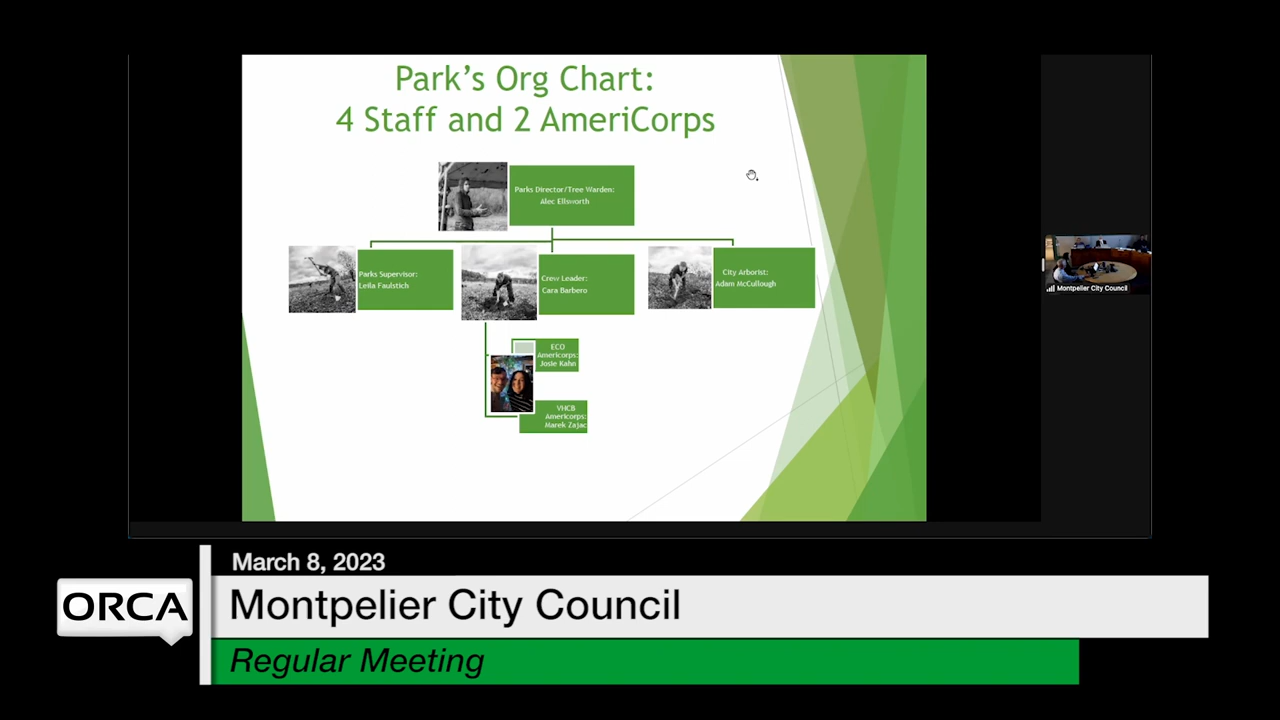 Park's Org Chart:
4 Staff and 2 AmeriCorps
Parks Director/Tree Warden:
Alec Ellsworth
Parks Supervisor:
Leila Faulstich
Crew Leader:
Cara Barbero
City Arborist:
Adam McCullough
ECO
Americorps:
Josie Kahn
VHCB
Americorps:
Marek Zajac
Montpelier City Council
March 8, 2023
ORCA
Montpelier City Council
Regular Meeting